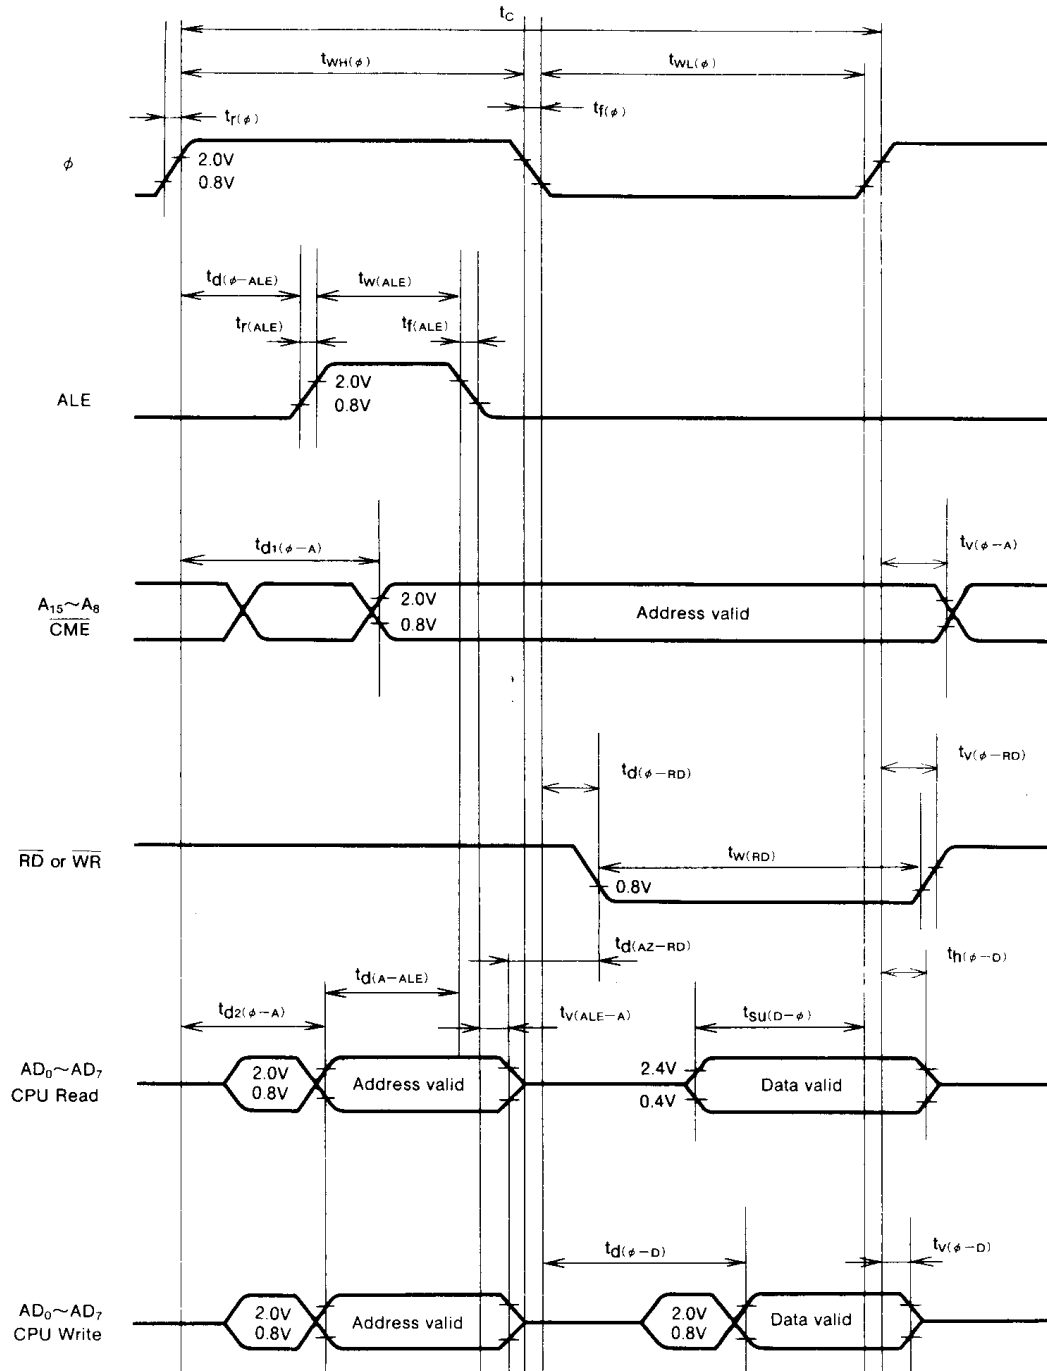 tc
tWH(φ)
tWL(φ)
tr(φ)
tf(φ)
φ
2.0V
0.8V
td(φ−ALE)
tW(ALE)
tr(ALE)
tf(ALE)
ALE
2.0V
0.8V
td1(φ−A)
tv(φ−A)
A15~A8
CME
2.0V
0.8V
Address valid
td(φ−RD)
tv(φ−RD)
RD or WR
tw(RD)
0.8V
td(AZ−RD)
th(φ−D)
td(A−ALE)
td2(φ−A)
tv(ALE−A)
tsu(D−φ)
AD0~AD7
CPU Read
2.0V
0.8V
Address valid
2.4V
0.4V
Data valid
td(φ−D)
tv(φ−D)
AD0~AD7
CPU Write
2.0V
0.8V
Address valid
2.0V
0.8V
Data valid